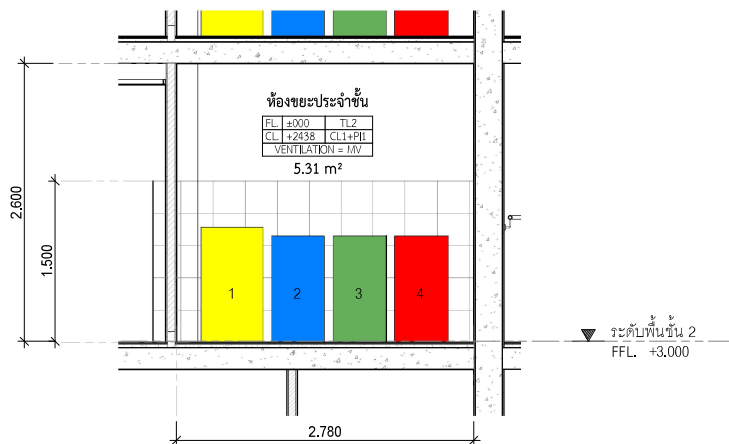 ห้องขยะประจำชั้น
FL. ±000 TL2
CL. +2438 CL1+PI1
VENTILATION = MV
5.31 m²
2.600
1.500
1 2 3 4
ระดับพื้นชั้น 2
FFL. +3.000
2.780